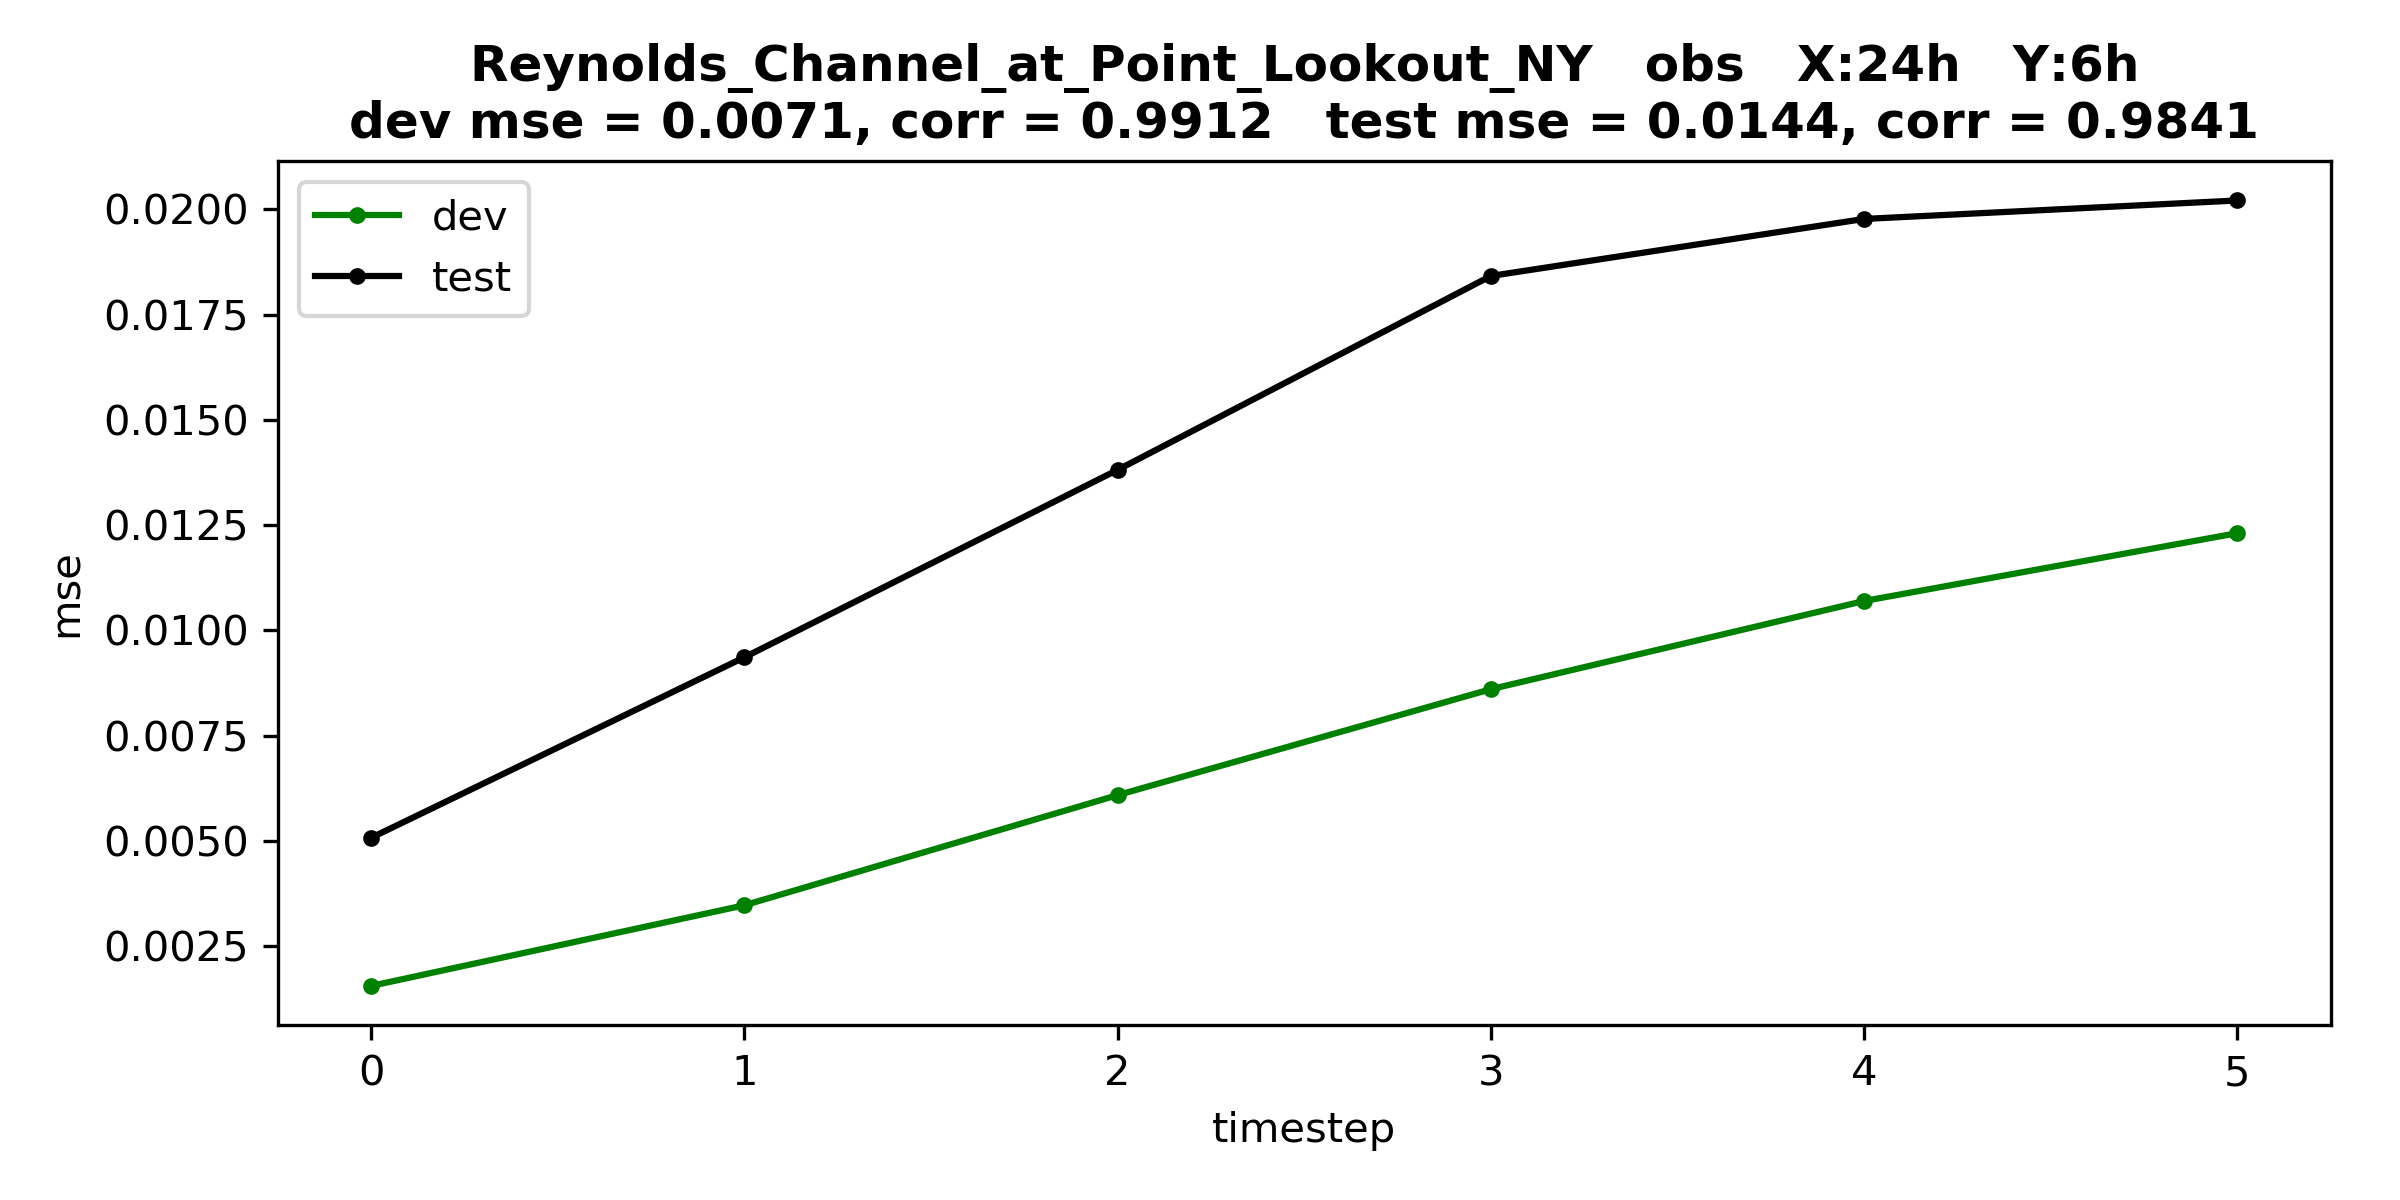 Reynolds_Channel_at_Point_Lookout_NY   obs   X:24h   Y:6h
dev mse = 0.0071, corr = 0.9912   test mse = 0.0144, corr = 0.9841
dev
test
0.0200
0.0175
0.0150
0.0125
0.0100
0.0075
0.0050
0.0025
mse
0 1 2 3 4 5
timestep